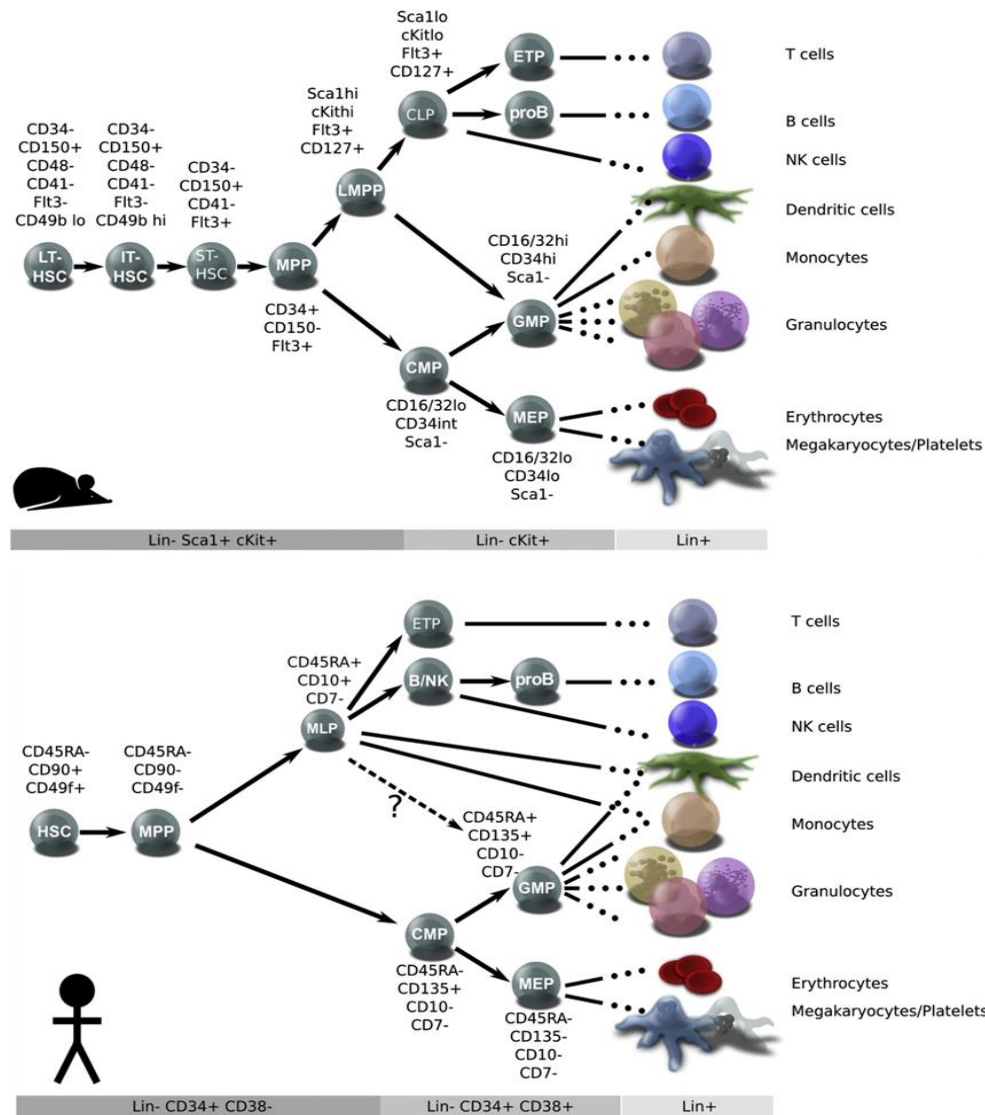 Sca1lo
cKitlo
Flt3+
CD127+
ETP
T cells
Sca1hi
cKithi
Flt3+
CD127+
CLP
proB
B cells
NK cells
CD34-
CD150+
CD48-
CD41-
Flt3-
CD49b lo
CD34-
CD150+
CD48-
CD41-
Flt3-
CD49b hi
CD34-
CD150+
CD41-
Flt3+
LMPP
Dendritic cells
LT-
HSC
IT-
HSC
ST-
HSC
MPP
CD16/32hi
CD34hi
Sca1-
Monocytes
CD34+
CD150-
Flt3+
GMP
Granulocytes
CMP
CD16/32lo
CD34int
Sca1-
MEP
CD16/32lo
CD34lo
Sca1-
Erythrocytes
Megakaryocytes/Platelets
Lin- Sca1+ cKit+
Lin- cKit+
Lin+
ETP
T cells
CD45RA+
CD10+
CD7-
B/NK
proB
B cells
MLP
NK cells
CD45RA-
CD90+
CD49f+
CD45RA-
CD90-
CD49f-
Dendritic cells
HSC
MPP
?
CD45RA+
CD135+
CD10-
CD7-
Monocytes
GMP
Granulocytes
CMP
CD45RA-
CD135+
CD10-
CD7-
MEP
CD45RA-
CD135-
CD10-
CD7-
Erythrocytes
Megakaryocytes/Platelets
Lin- CD34+ CD38-
Lin- CD34+ CD38+
Lin+